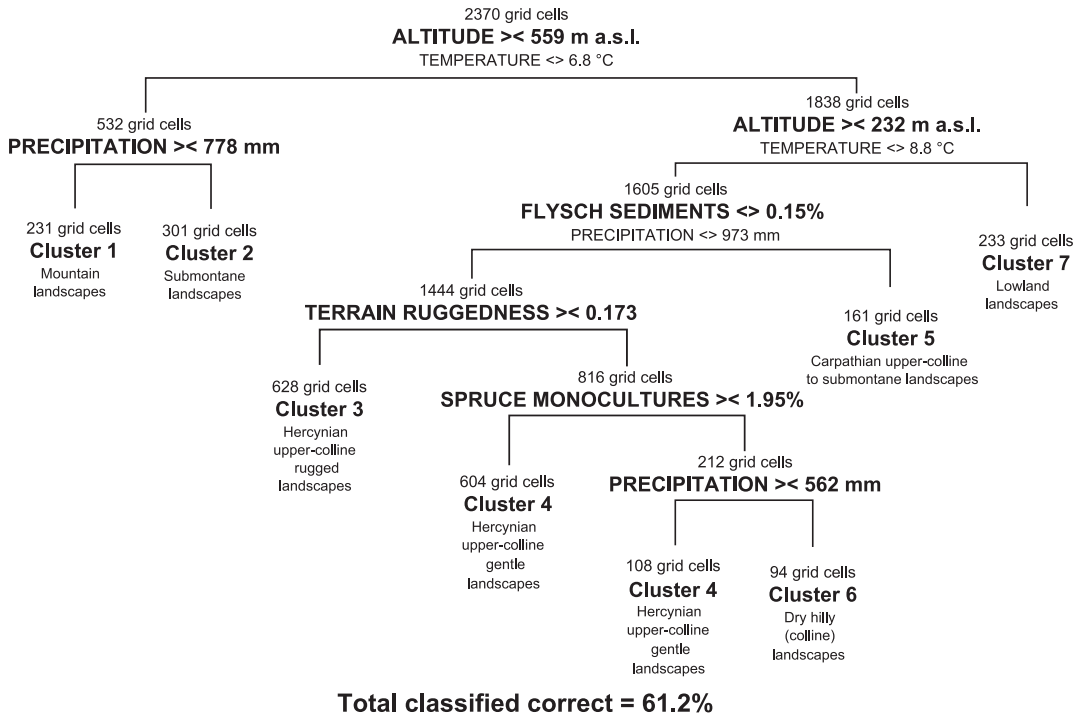 2370 grid cells
ALTITUDE >< 559 m a.s.l.
TEMPERATURE <> 6.8 °C
532 grid cells
PRECIPITATION >< 778 mm
1838 grid cells
ALTITUDE >< 232 m a.s.l.
TEMPERATURE <> 8.8 °C
231 grid cells
Cluster 1
Mountain
landscapes
301 grid cells
Cluster 2
Submontane
landscapes
1605 grid cells
FLYSCH SEDIMENTS <> 0.15%
PRECIPITATION <> 973 mm
233 grid cells
Cluster 7
Lowland
landscapes
1444 grid cells
TERRAIN RUGGEDNESS >< 0.173
161 grid cells
Cluster 5
Carpathian upper-colline
to submontane landscapes
628 grid cells
Cluster 3
Hercynian
upper-colline
rugged
landscapes
816 grid cells
SPRUCE MONOCULTURES >< 1.95%
604 grid cells
Cluster 4
Hercynian
upper-colline
gentle
landscapes
212 grid cells
PRECIPITATION >< 562 mm
108 grid cells
Cluster 4
Hercynian
upper-colline
gentle
landscapes
94 grid cells
Cluster 6
Dry hilly
(colline)
landscapes
Total classified correct = 61.2%